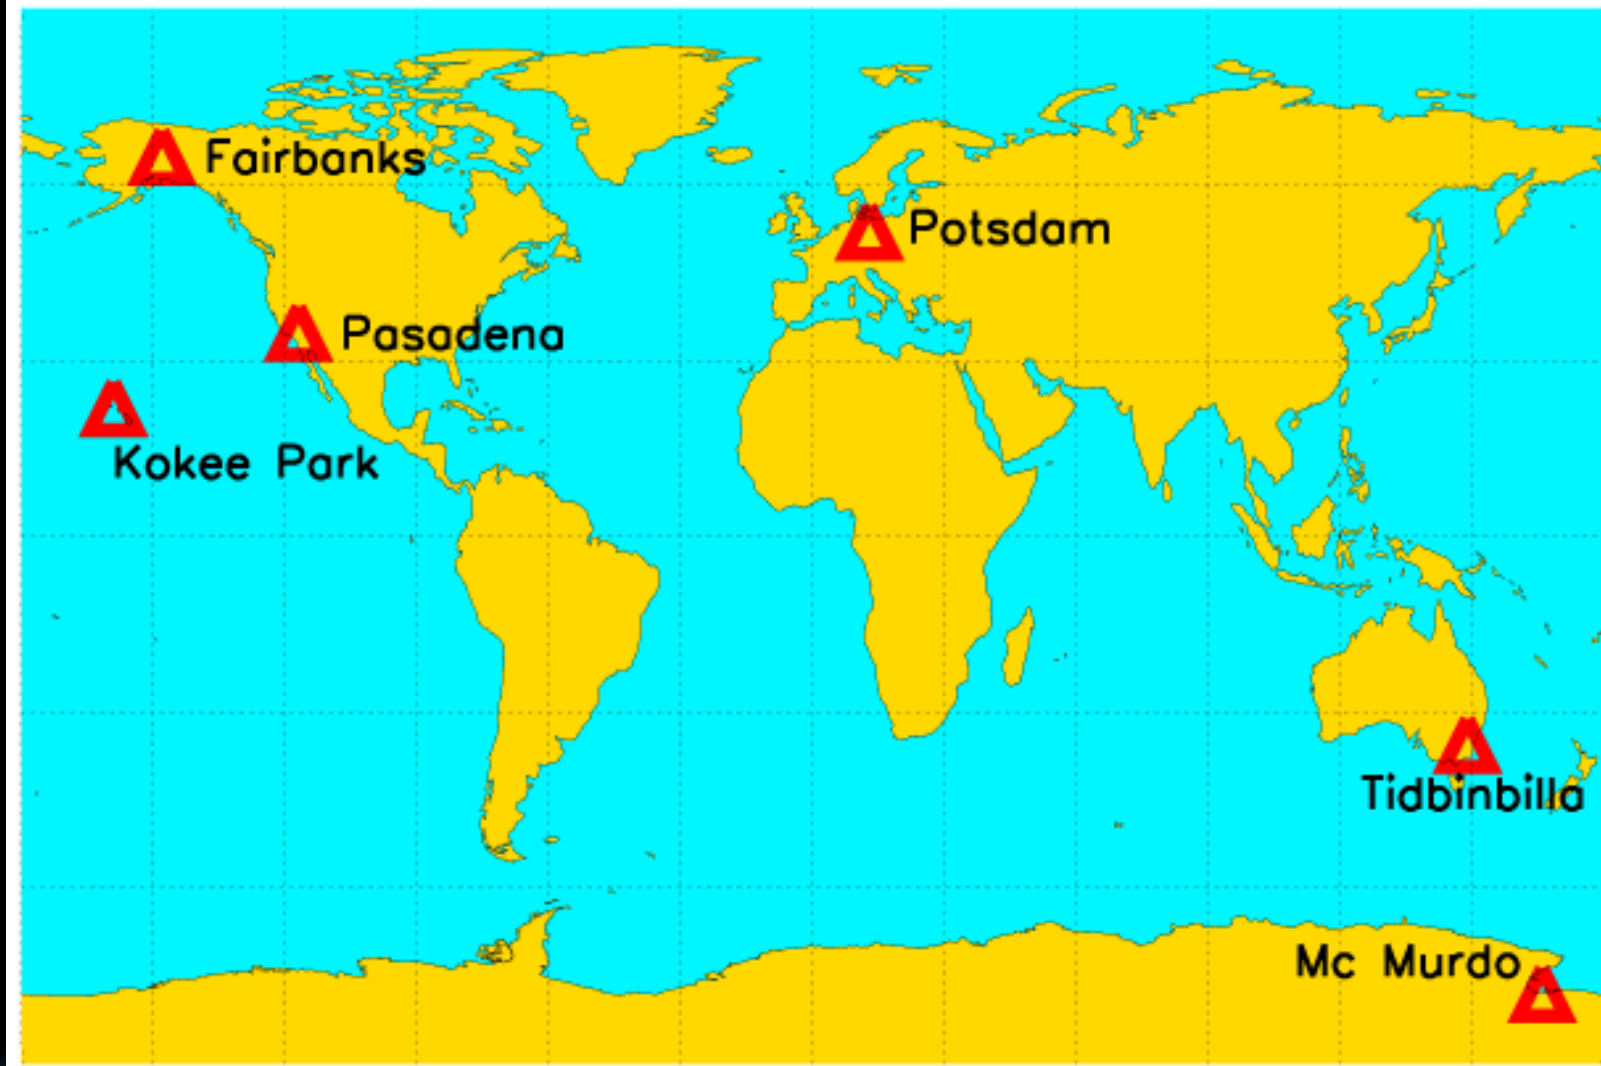 Fairbanks
Potsdam
Pasadena
Kokee Park
Tidbinbilla
Mc Murdo